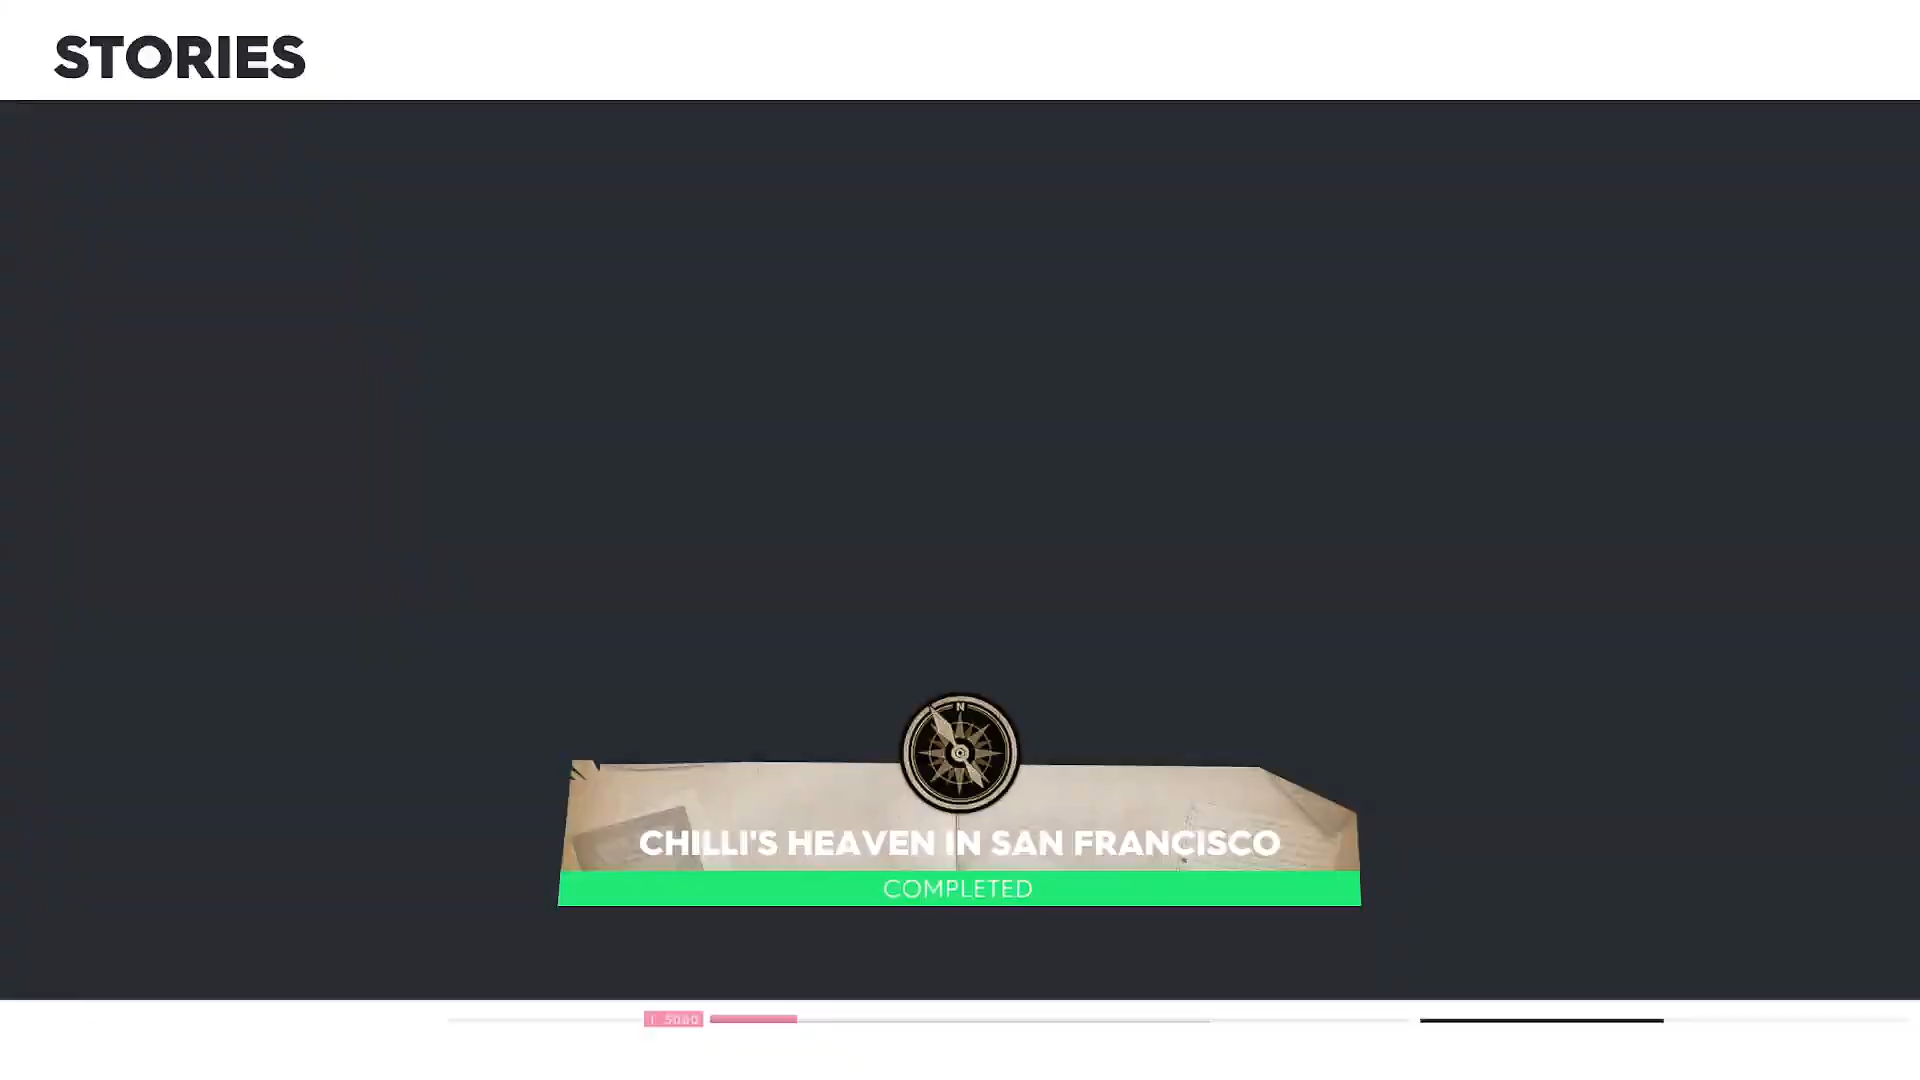 STORIES
N
CHILLI'S HEAVEN IN SAN FRANCISCO
COMPLETED